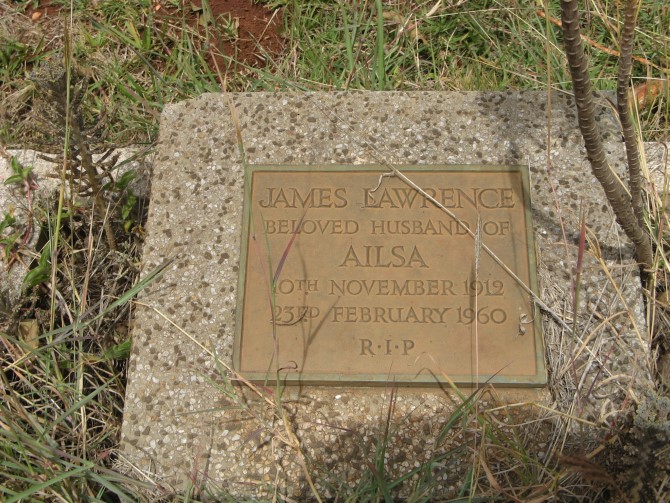 JAMES LAWRENCE
BELOVED HUSBAND OF
AILSA
10TH NOVEMBER 1912
23RD FEBRUARY 1960
R·I·P